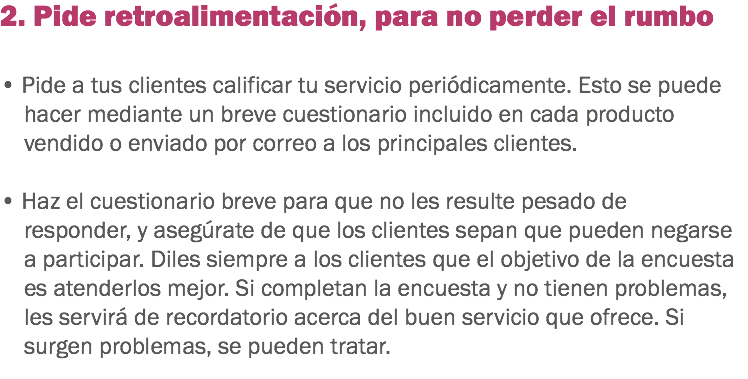 2. Pide retroalimentación, para no perder el rumbo
• Pide a tus clientes calificar tu servicio periódicamente. Esto se puede
hacer mediante un breve cuestionario incluido en cada producto
vendido o enviado por correo a los principales clientes.
• Haz el cuestionario breve para que no les resulte pesado de
responder, y asegúrate de que los clientes sepan que pueden negarse
a participar. Diles siempre a los clientes que el objetivo de la encuesta
es atenderlos mejor. Si completan la encuesta y no tienen problemas,
les servirá de recordatorio acerca del buen servicio que ofrece. Si
surgen problemas, se pueden tratar.